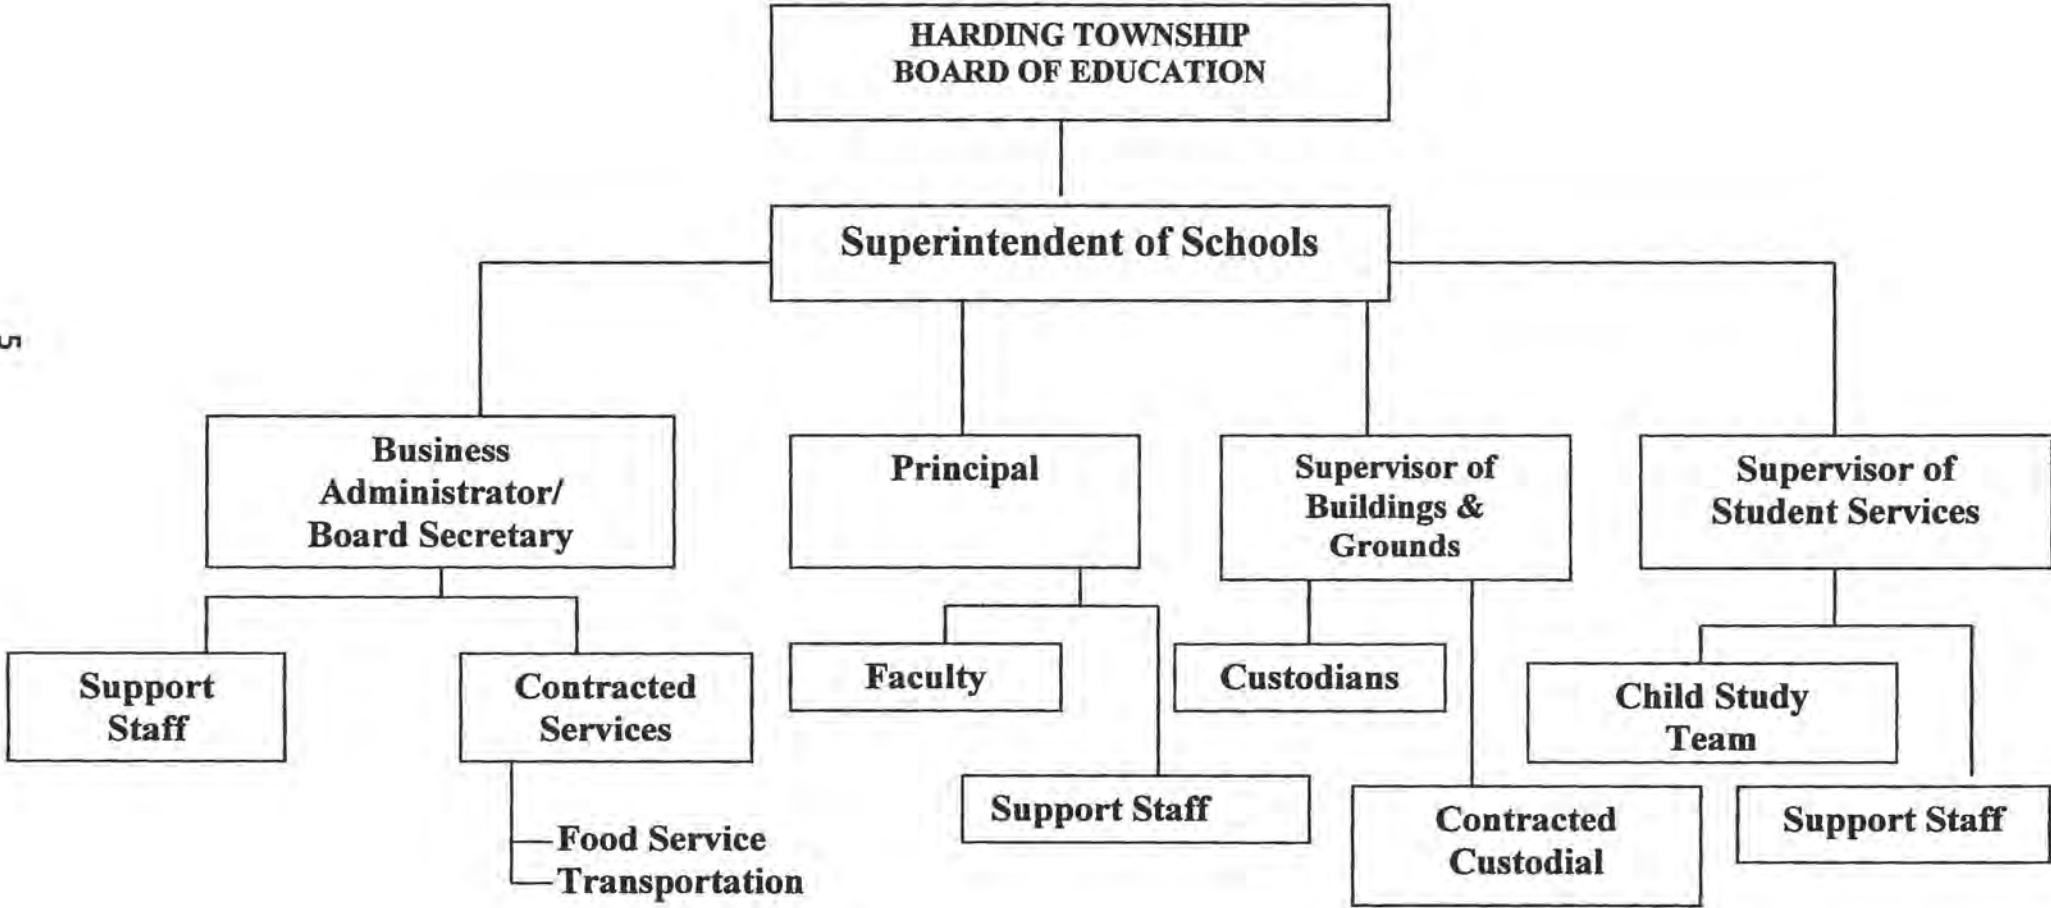 HARDING TOWNSHIP
BOARD OF EDUCATION
Superintendent of Schools
5
Business
Administrator/
Board Secretary
Principal
Supervisor of
Buildings &
Grounds
Supervisor of
Student Services
Support
Staff
Contracted
Services
Faculty
Custodians
Child Study
Team
Support Staff
Contracted
Custodial
Support Staff
Food Service
Transportation